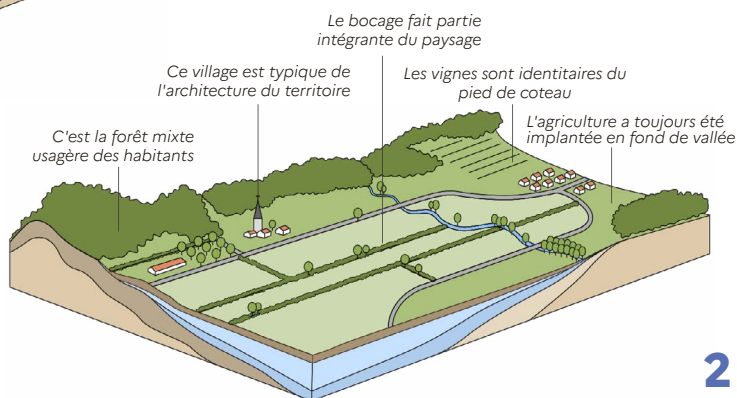 Le bocage fait partie
intégrante du paysage
Ce village est typique de
l'architecture du territoire
Les vignes sont identitaires du
pied de coteau
C'est la forêt mixte
usagère des habitants
L'agriculture a toujours été
implantée en fond de vallée
2